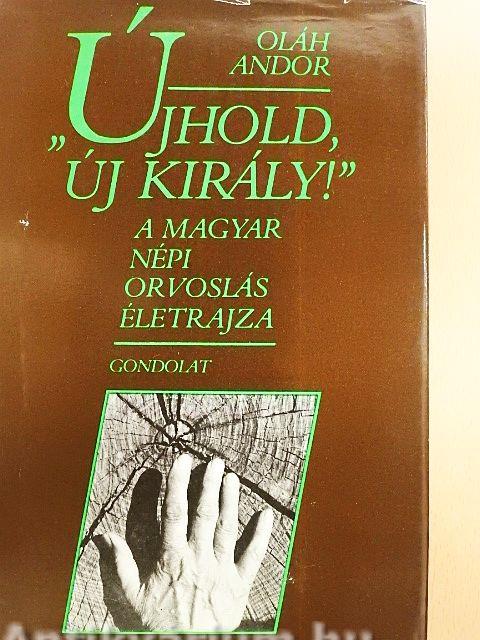 OLÁH
ANDOR
„ÚJHOLD,
ÚJ KIRÁLY!”
A MAGYAR
NÉPI
ORVOSLÁS
ÉLETRAJZA
GONDOLAT